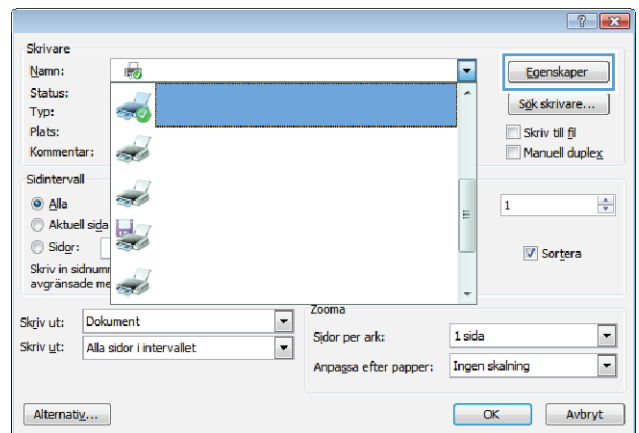 Skrivare
Namn:
Egenskaper
Status:
Sök skrivare...
Typ:
Plats:
Skriv till fil
Kommentar:
Manuell duplex
Sidintervall
Alla
1
Aktuell sida
Sidor:
Sortera
Skriv in sidnumr
avgränsade me
Zooma
Skriv ut: Dokument
Sidor per ark: 1 sida
Skriv ut: Alla sidor i intervallet
Anpassa efter papper: Ingen skalning
Alternativ...
OK
Avbryt